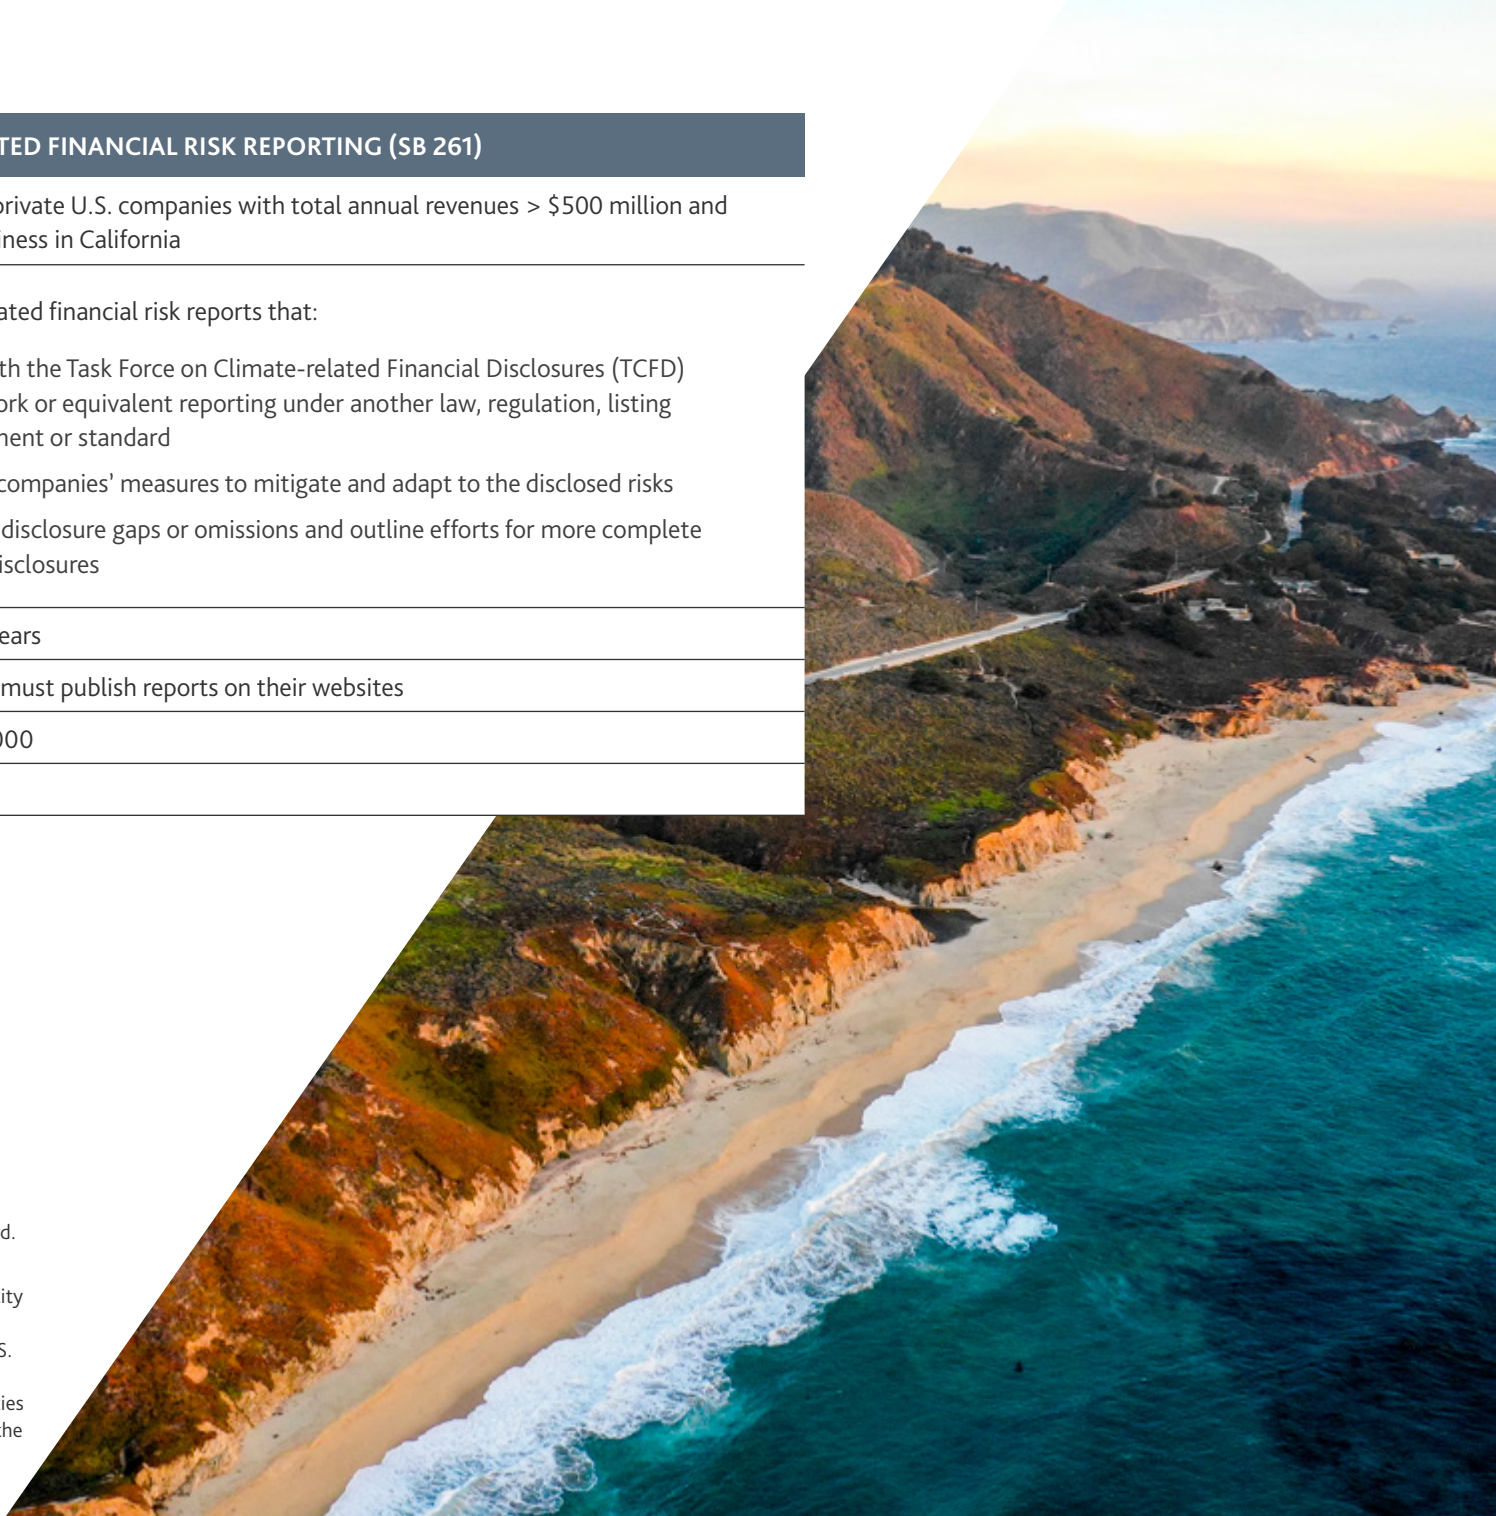 TED FINANCIAL RISK REPORTING (SB 261)
private U.S. companies with total annual revenues > $500 million and
iness in California
ated financial risk reports that:
th the Task Force on Climate-related Financial Disclosures (TCFD)
ork or equivalent reporting under another law, regulation, listing
ment or standard
companies’ measures to mitigate and adapt to the disclosed risks
disclosure gaps or omissions and outline efforts for more complete
isclosures
ears
must publish reports on their websites
000
d.
ity
S.
ies
the